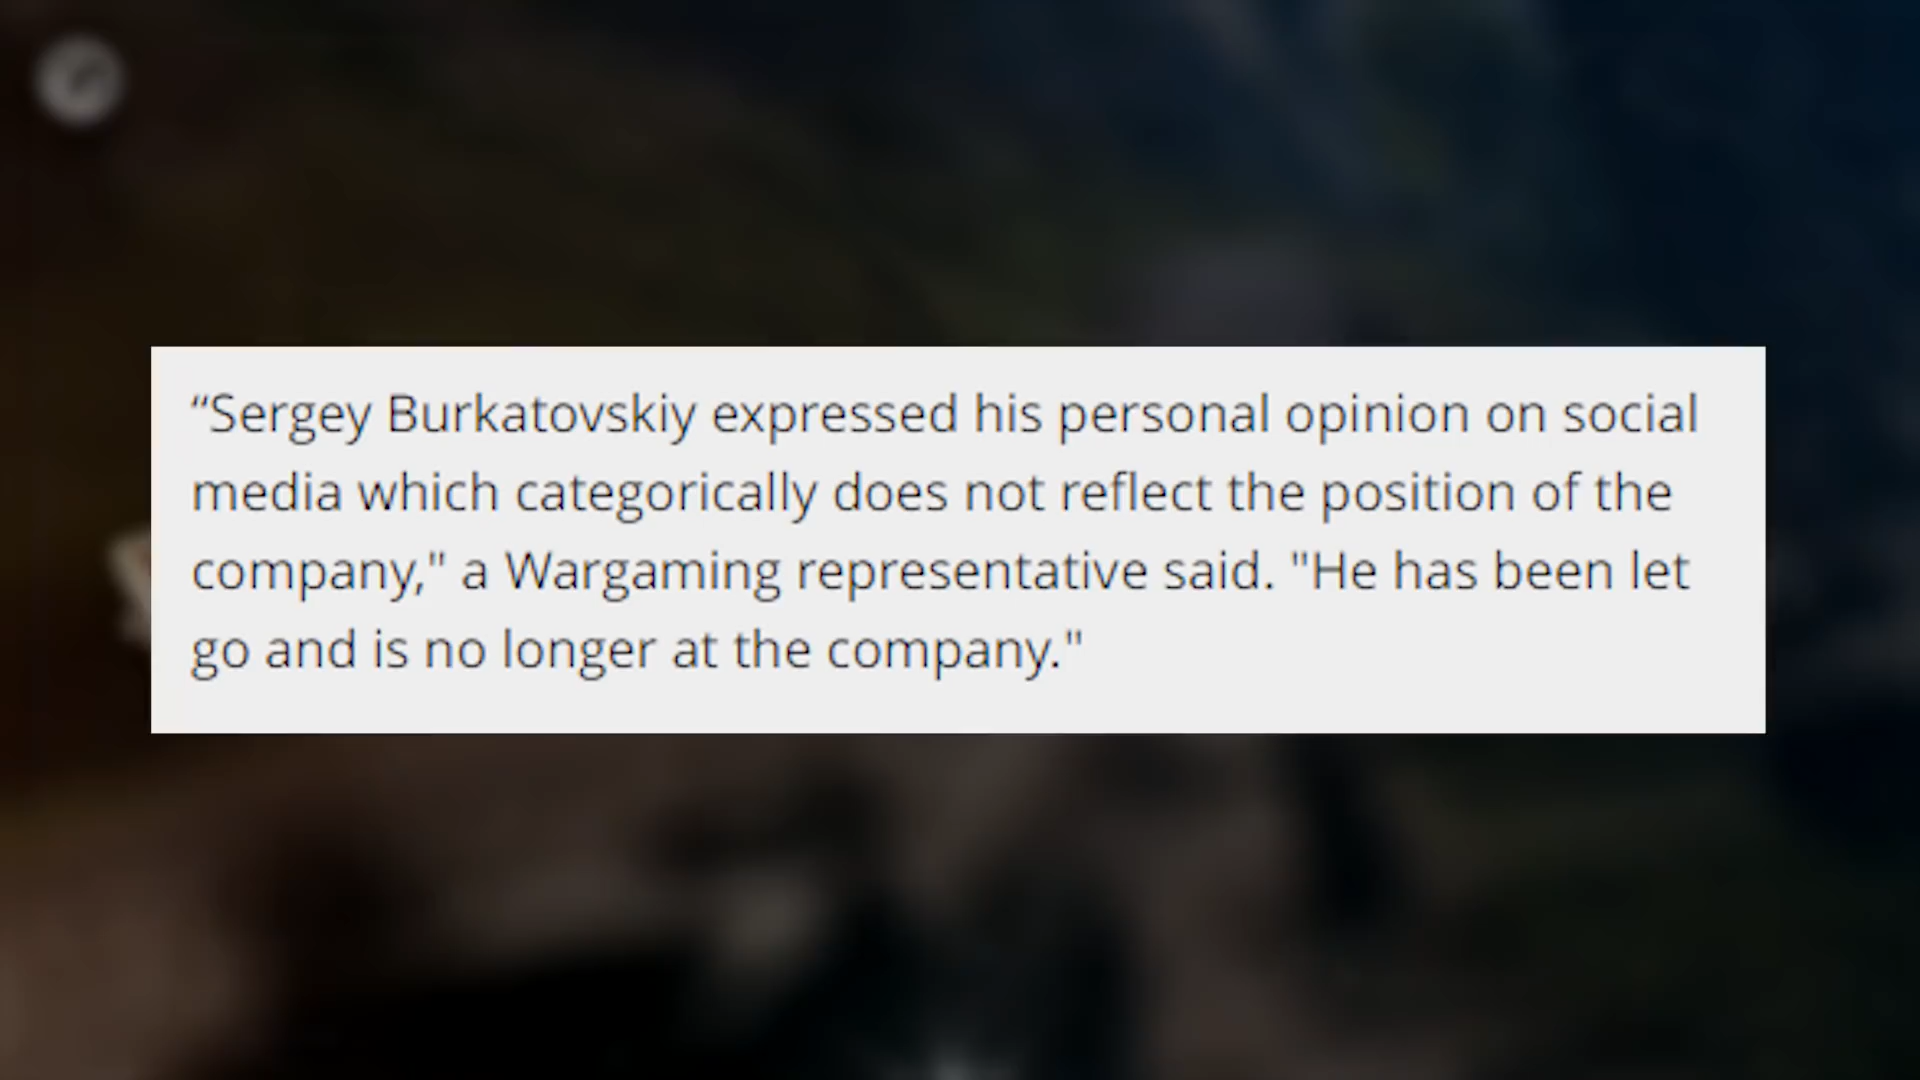 “Sergey Burkatovskiy expressed his personal opinion on social
media which categorically does not reflect the position of the
company," a Wargaming representative said. "He has been let
go and is no longer at the company."